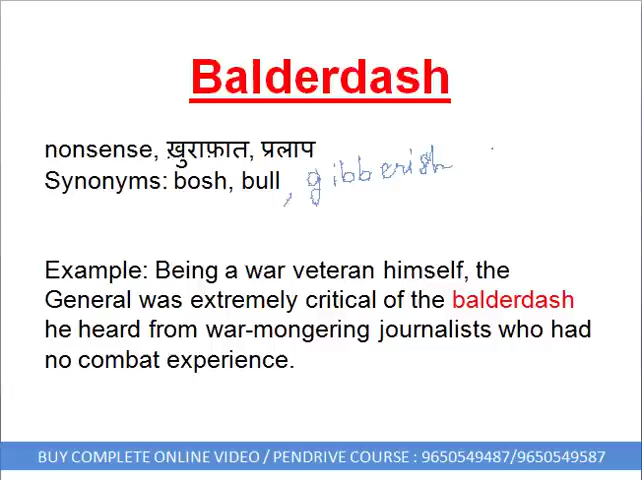 Balderdash
nonsense, ख़ुराफ़ात, प्रलाप
Synonyms: bosh, bull , gibberish
Example: Being a war veteran himself, the
General was extremely critical of the balderdash
he heard from war-mongering journalists who had
no combat experience.
BUY COMPLETE ONLINE VIDEO / PENDRIVE COURSE : 9650549487/9650549587